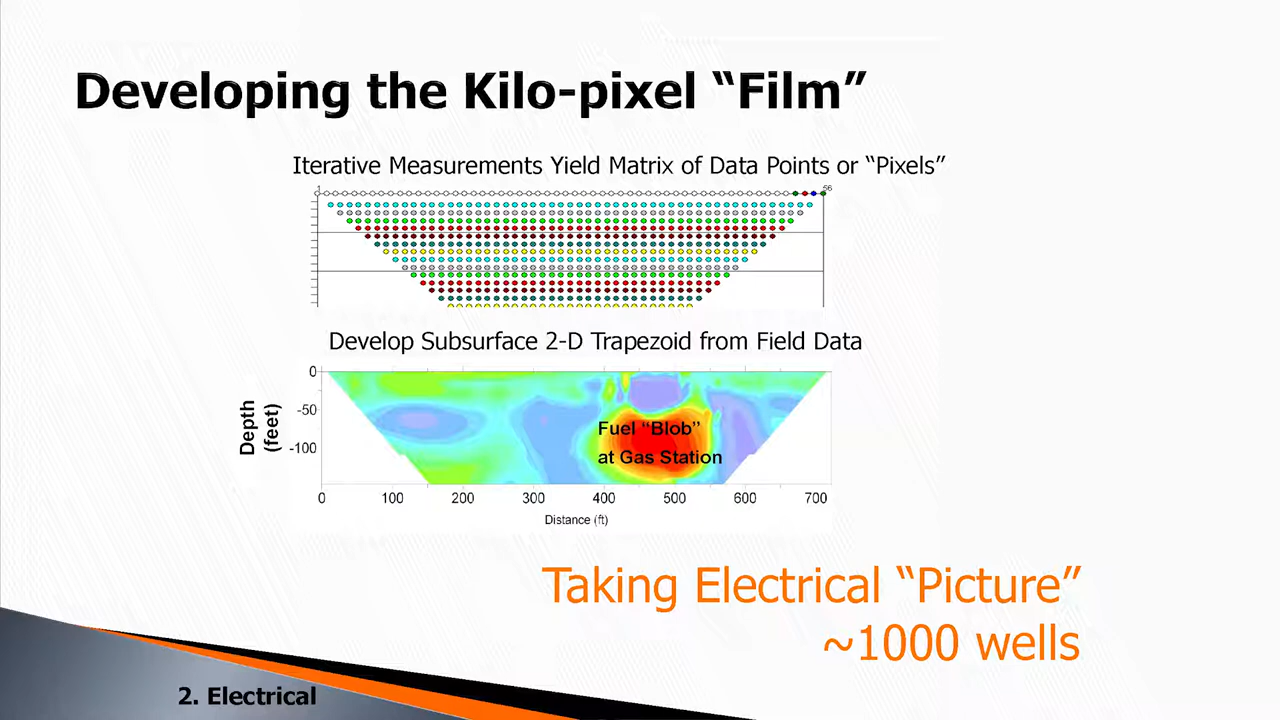 Developing the Kilo-pixel “Film”
Iterative Measurements Yield Matrix of Data Points or “Pixels”
1
56
Develop Subsurface 2-D Trapezoid from Field Data
Depth
(feet)
0
-50
-100
Fuel “Blob”
at Gas Station
0 100 200 300 400 500 600 700
Distance (ft)
Taking Electrical “Picture”
~1000 wells
2. Electrical